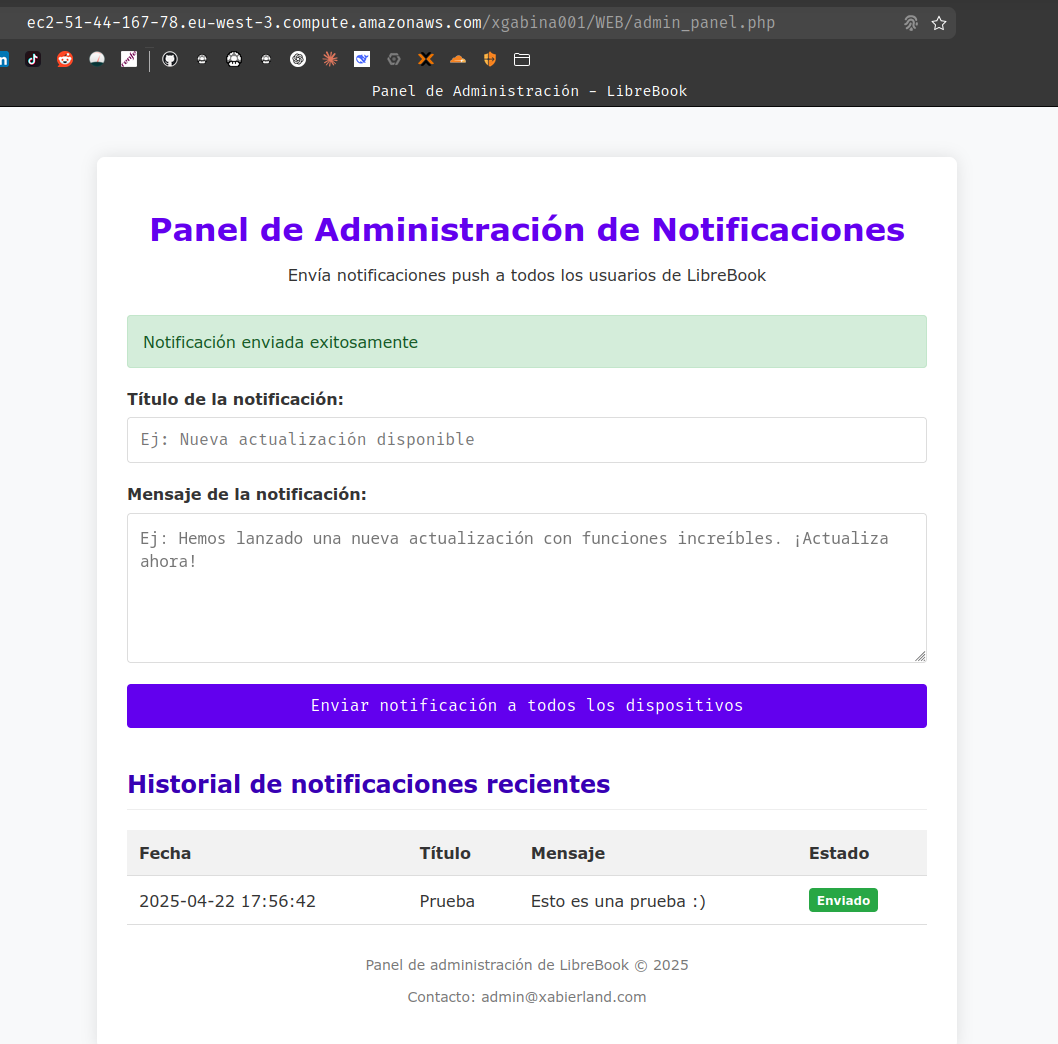 ec2-51-44-167-78.eu-west-3.compute.amazonaws.com/xgabina001/WEB/admin_panel.php
Panel de Administración - LibreBook
Panel de Administración de Notificaciones
Envía notificaciones push a todos los usuarios de LibreBook
Notificación enviada exitosamente
Título de la notificación:
Ej: Nueva actualización disponible
Mensaje de la notificación:
Ej: Hemos lanzado una nueva actualización con funciones increíbles. ¡Actualiza
ahora!
Enviar notificación a todos los dispositivos
Historial de notificaciones recientes
Fecha Título Mensaje Estado
2025-04-22 17:56:42 Prueba Esto es una prueba :) Enviado
Panel de administración de LibreBook © 2025
Contacto: admin@xabierland.com